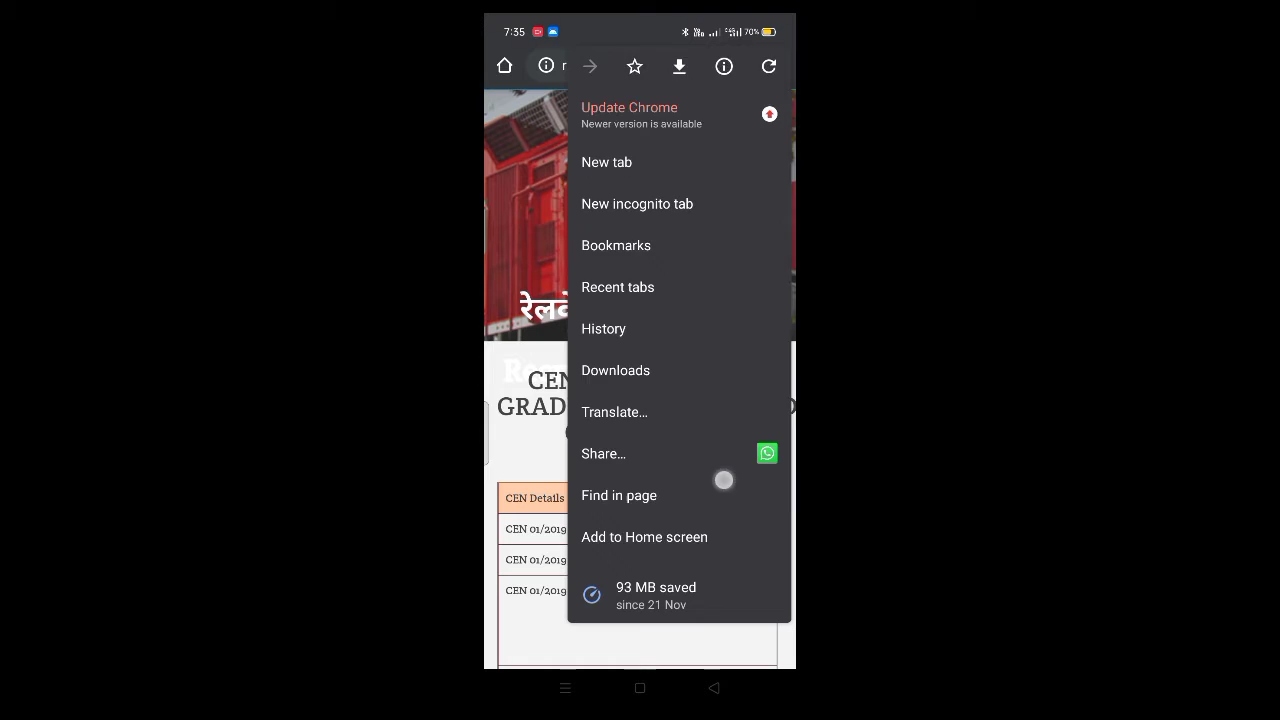 7:35
70%
Update Chrome
Newer version is available
New tab
New incognito tab
Bookmarks
Recent tabs
History
Downloads
Translate...
Share...
Find in page
Add to Home screen
93 MB saved
since 21 Nov
CEN
GRAD
CEN Details
CEN 01/2019
CEN 01/2019
CEN 01/2019